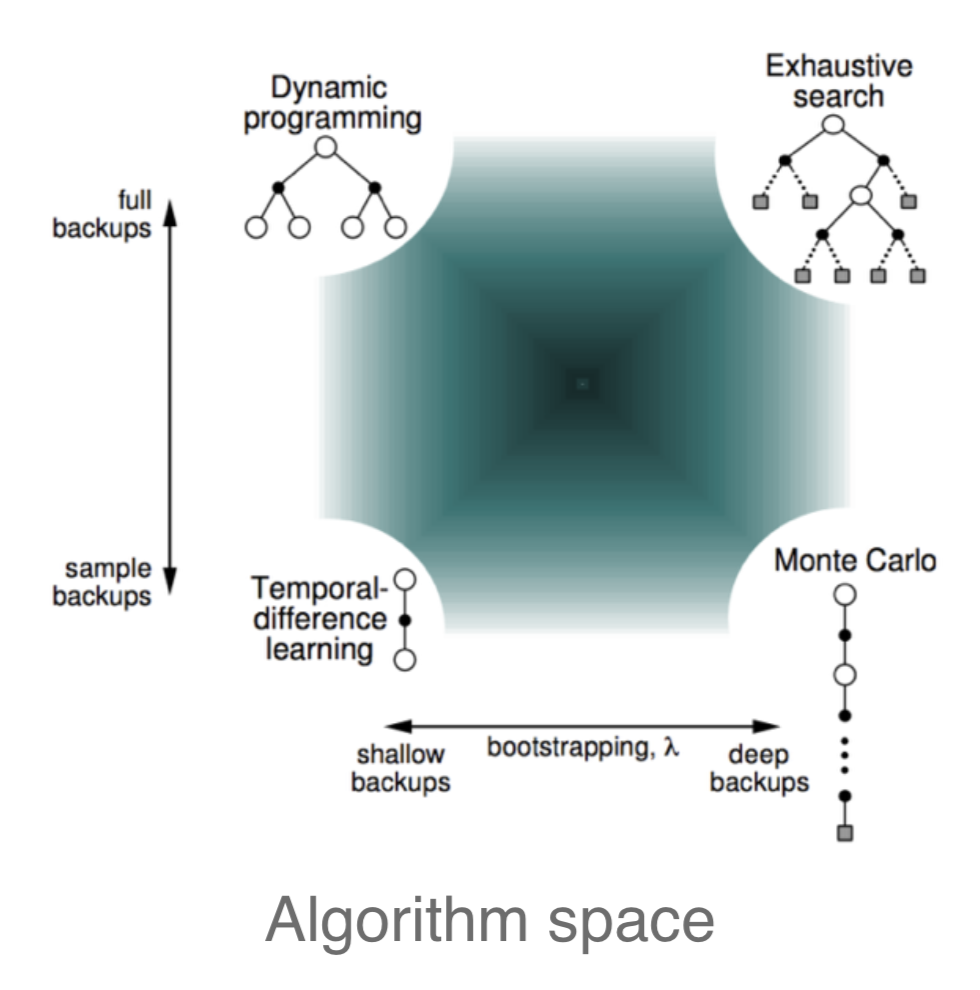 Dynamic
programming
Exhaustive
search
full
backups
sample
backups
Temporal-
difference
learning
Monte Carlo
shallow
backups
bootstrapping, λ
deep
backups
Algorithm space